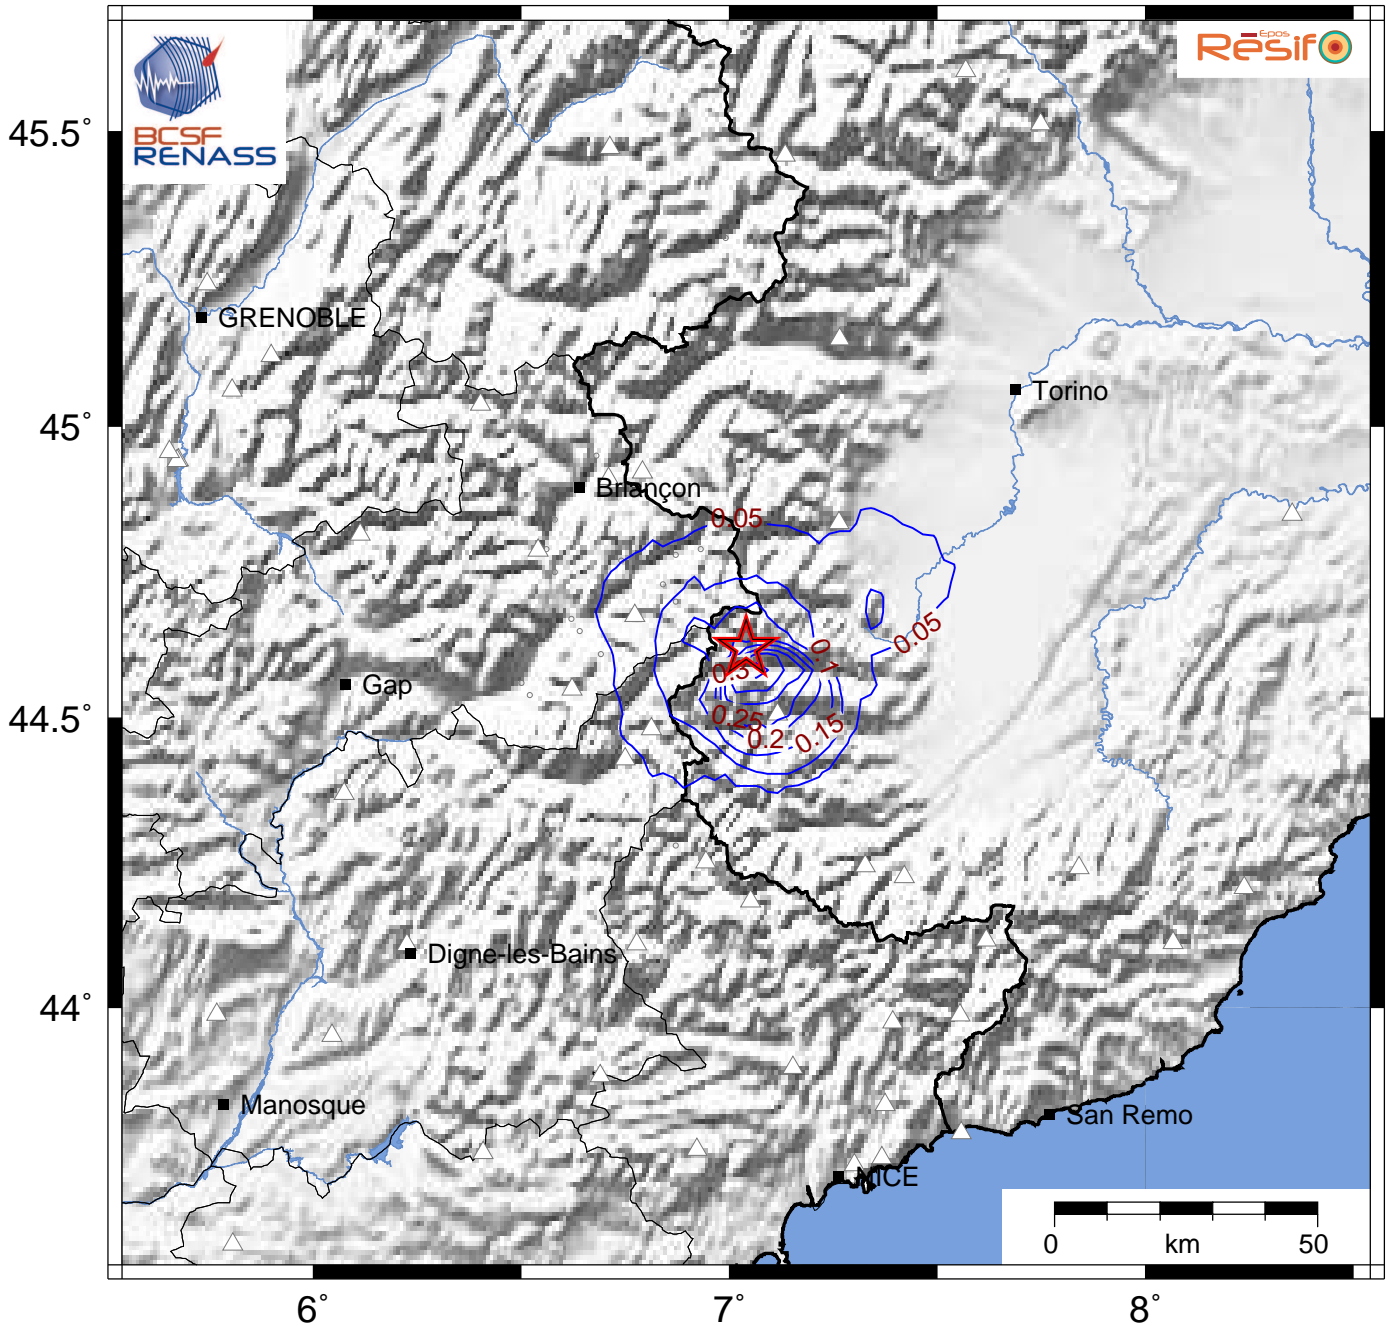 BCSF
RENASS
Epos
Résif
45.5°
45°
44.5°
44°
GRENOBLE
Torino
Briançon
0.05
0.05
0.1
0.3
0.25
0.2
0.15
Gap
Digne-les-Bains
Manosque
San Remo
NICE
0 km 50
6° 7° 8°